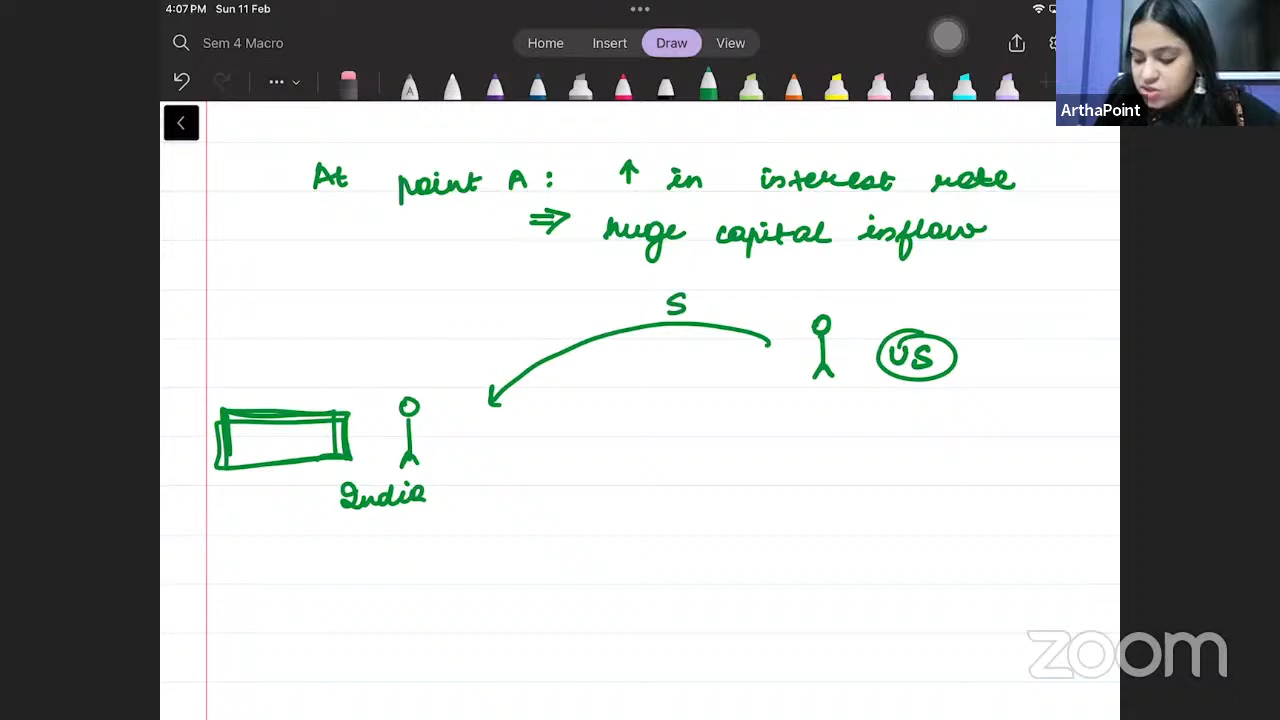 4:07 PM Sun 11 Feb
Sem 4 Macro
Home Insert Draw View
ArthaPoint
At point A : ↑ in interest rate
⇒ huge capital inflow
S
US
India
zoom